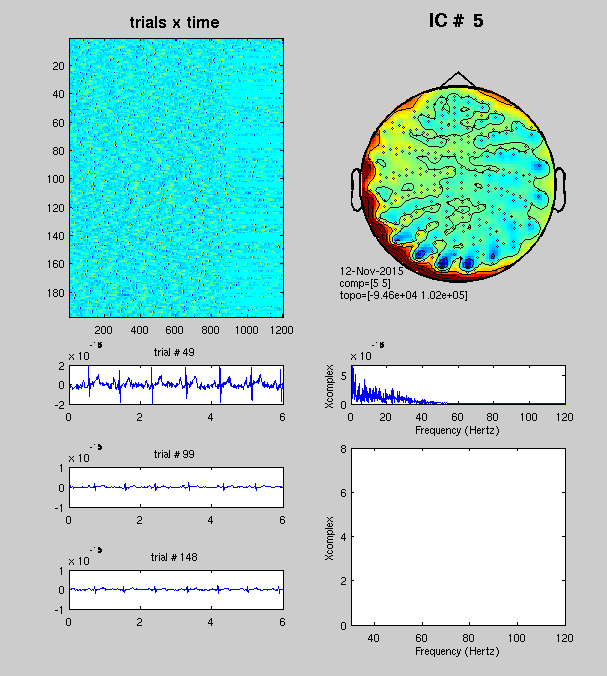 trials x time
20
40
60
80
100
120
140
160
180
200 400 600 800 1000 1200
IC # 5
12-Nov-2015
comp=[5 5]
topo=[-9.46e+04 1.02e+05]
x 10
trial # 49
2
0
-2
0 2 4 6
x 10
trial # 99
1
0
-1
0 2 4 6
x 10
trial # 148
1
0
-1
0 2 4 6
x 10
Xcomplex
5
0
0 20 40 60 80 100 120
Frequency (Hertz)
Xcomplex
8
6
4
2
0
40 60 80 100 120
Frequency (Hertz)